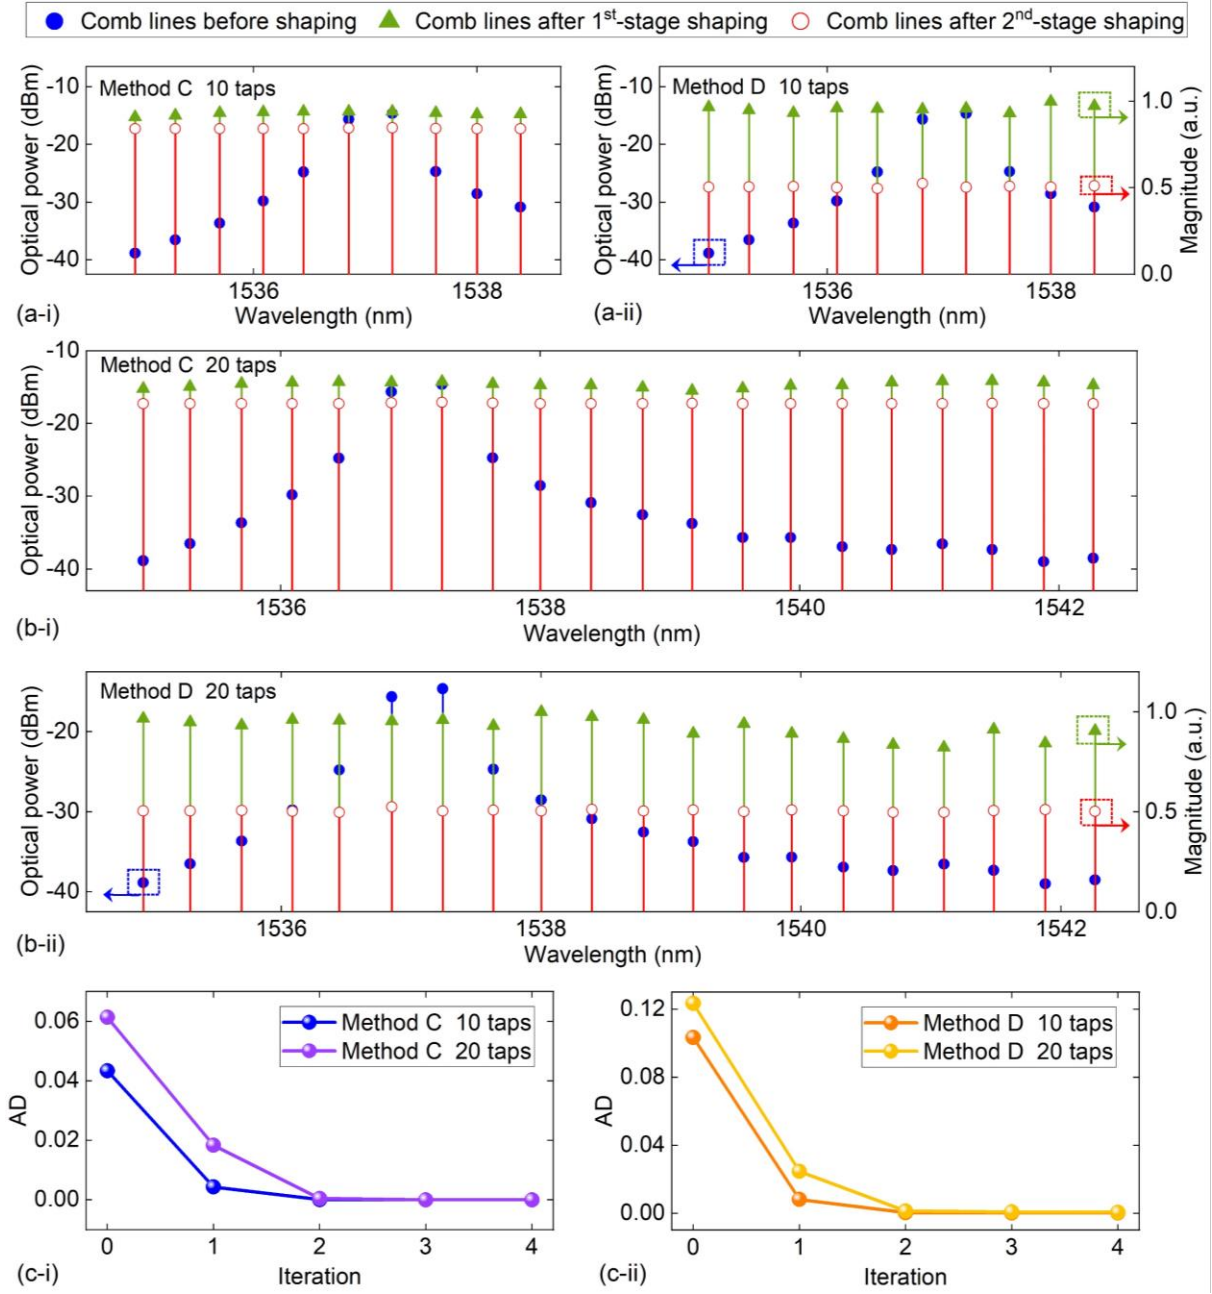 Comb lines before shaping Comb lines after 1st-stage shaping Comb lines after 2nd-stage shaping
Method C 10 taps
Optical power (dBm)
-10
-20
-30
-40
1536 1538
Wavelength (nm)
(a-i)
Method D 10 taps
Optical power (dBm)
-10
-20
-30
-40
1.0
0.5
0.0
Magnitude (a.u.)
1536 1538
Wavelength (nm)
(a-ii)
Method C 20 taps
Optical power (dBm)
-10
-20
-30
-40
1536 1538 1540 1542
Wavelength (nm)
(b-i)
Method D 20 taps
Optical power (dBm)
-20
-30
-40
1.0
0.5
0.0
Magnitude (a.u.)
1536 1538 1540 1542
Wavelength (nm)
(b-ii)
Method C 10 taps
Method C 20 taps
AD
0.06
0.04
0.02
0.00
0 1 2 3 4
Iteration
(c-i)
Method D 10 taps
Method D 20 taps
AD
0.12
0.08
0.04
0.00
0 1 2 3 4
Iteration
(c-ii)